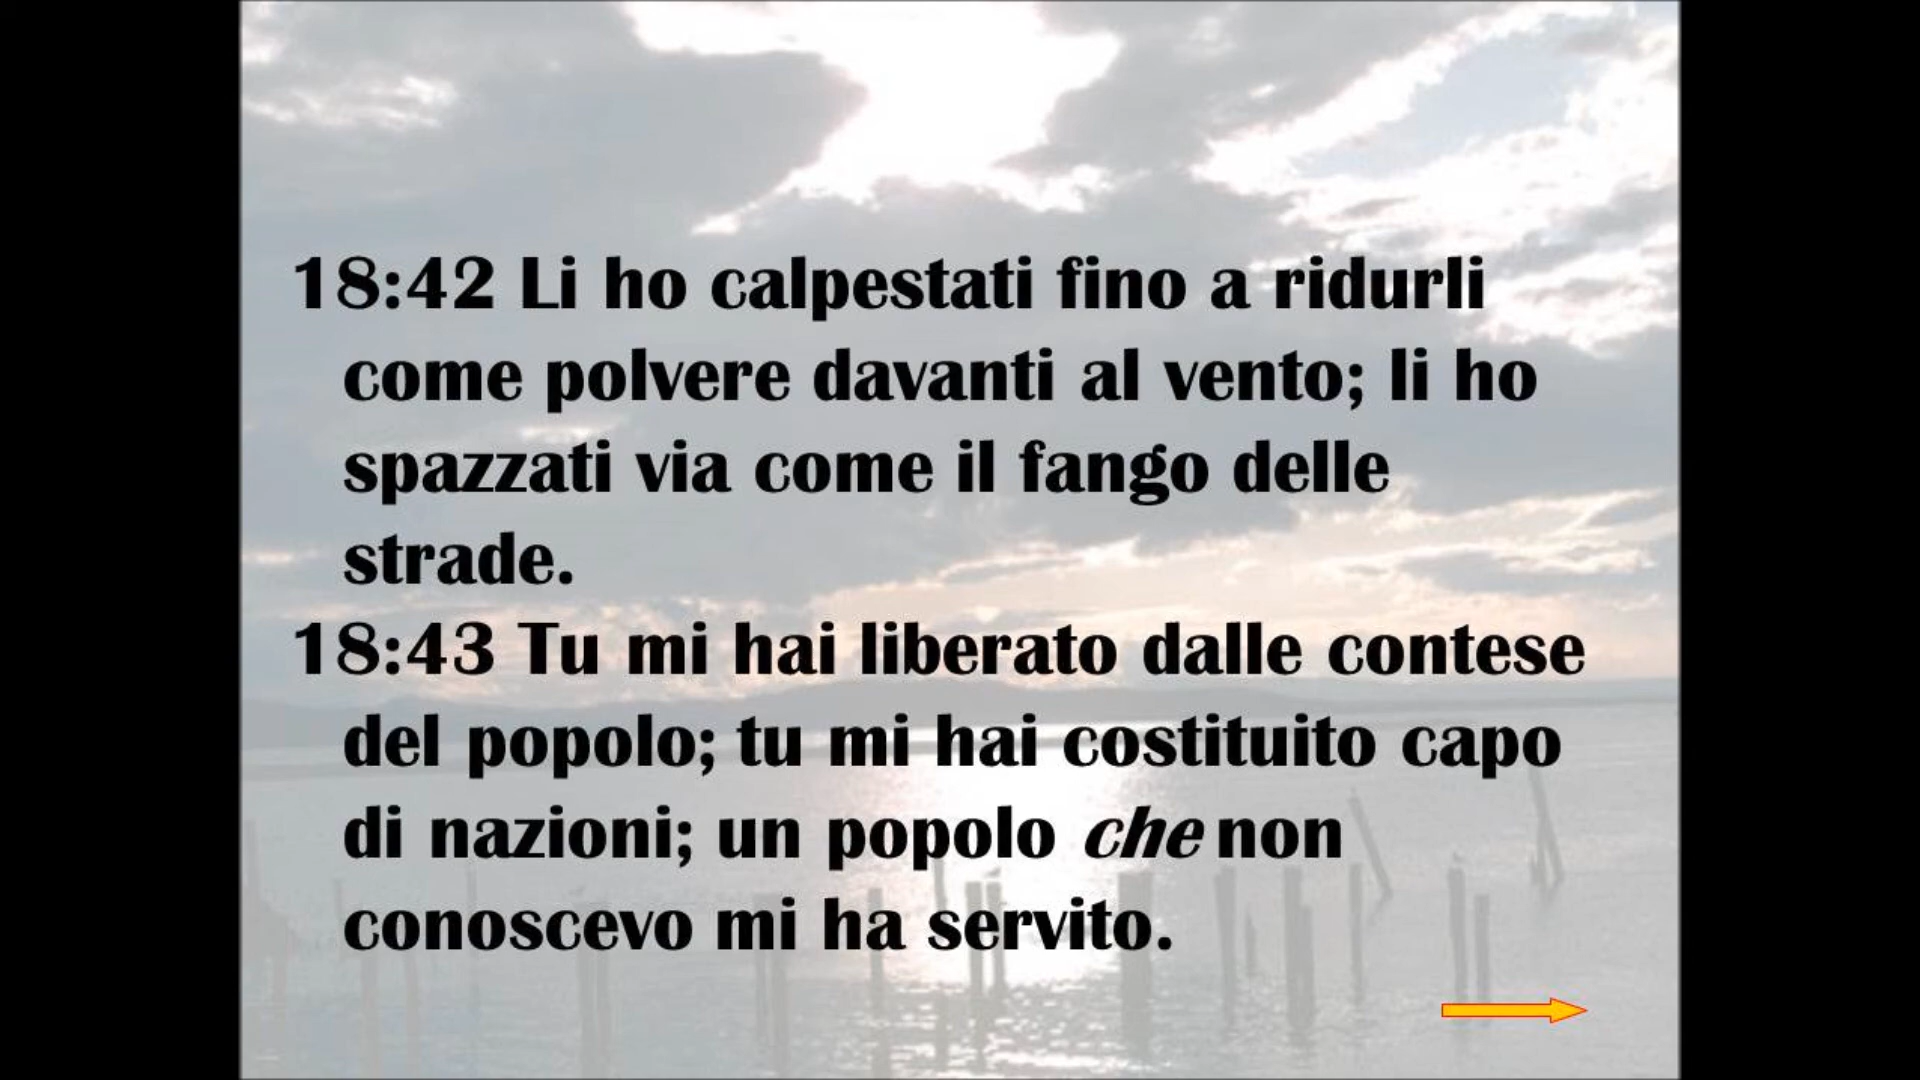 18:42 Li ho calpestati fino a ridurli
come polvere davanti al vento; li ho
spazzati via come il fango delle
strade.
18:43 Tu mi hai liberato dalle contese
del popolo; tu mi hai costituito capo
di nazioni; un popolo che non
conoscevo mi ha servito.